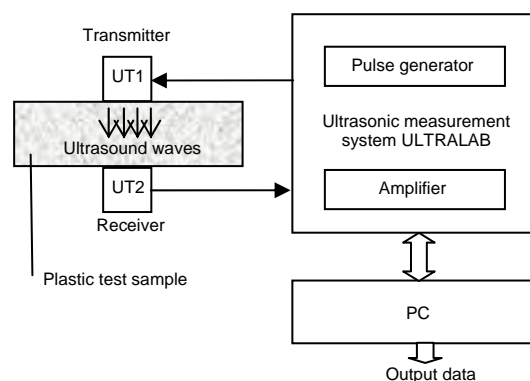 Transmitter
UT1
Ultrasound waves
UT2
Receiver
Plastic test sample
Pulse generator
Ultrasonic measurement
system ULTRALAB
Amplifier
PC
Output data